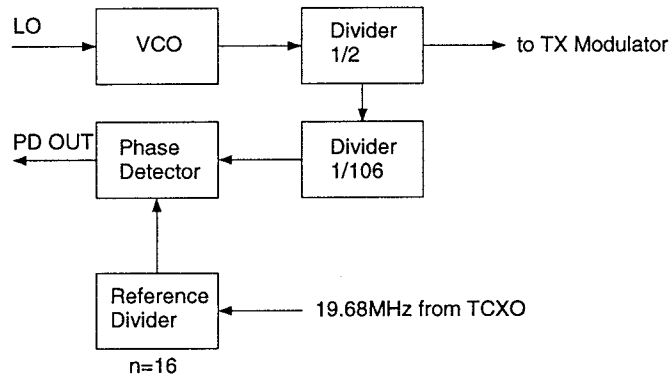 LO
VCO
Divider
1/2
to TX Modulator
PD OUT
Phase
Detector
Divider
1/106
Reference
Divider
19.68MHz from TCXO
n=16